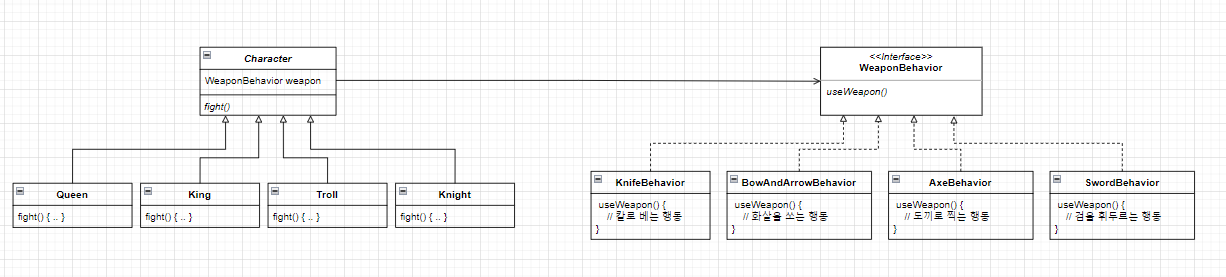 Character
WeaponBehavior weapon
fight()
<<Interface>>
WeaponBehavior
useWeapon()
Queen
fight() { .. }
King
fight() { .. }
Troll
fight() { .. }
Knight
fight() { .. }
KnifeBehavior
useWeapon() {
// 칼로 베는 행동
}
BowAndArrowBehavior
useWeapon() {
// 화살을 쏘는 행동
}
AxeBehavior
useWeapon() {
// 도끼로 찍는 행동
}
SwordBehavior
useWeapon() {
// 검을 휘두르는 행동
}